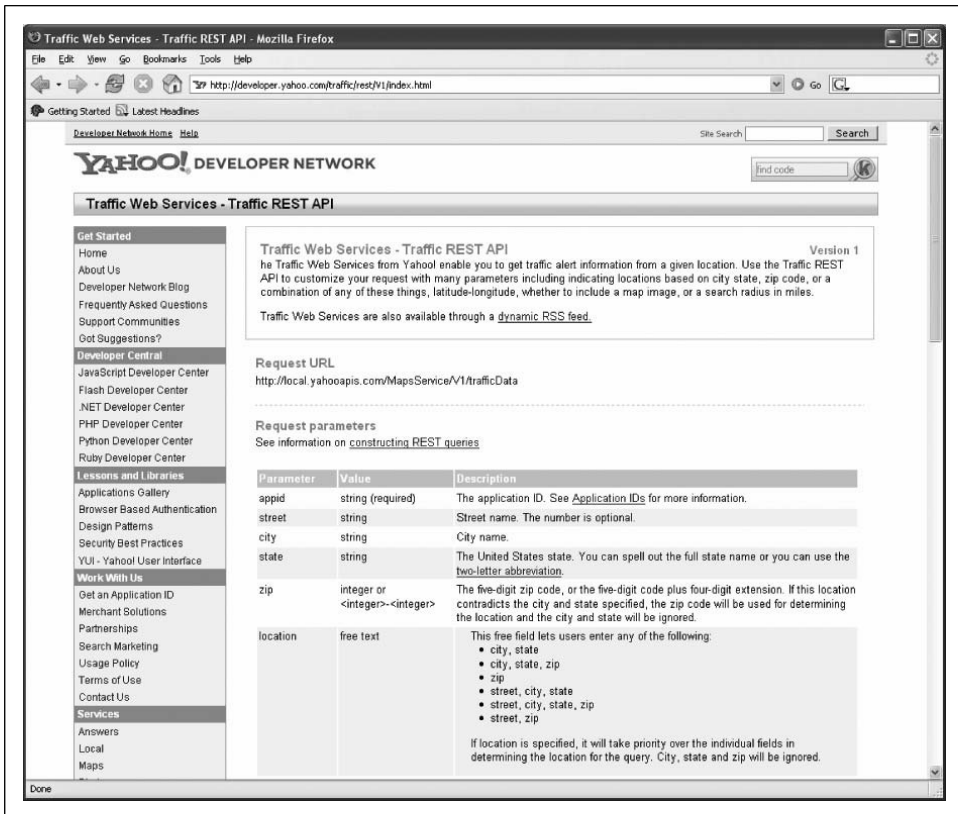 Traffic Web Services - Traffic REST API - Mozilla Firefox
File Edit View Go Bookmarks Tools Help
http://developer.yahoo.com/traffic/rest/V1/index.html
Go
Getting Started Latest Headlines
Developer Network Home Help
Site Search
Search
YAHOO! DEVELOPER NETWORK
find code
Traffic Web Services - Traffic REST API
Get Started
Home
About Us
Developer Network Blog
Frequently Asked Questions
Support Communities
Got Suggestions?
Developer Central
JavaScript Developer Center
Flash Developer Center
.NET Developer Center
PHP Developer Center
Python Developer Center
Ruby Developer Center
Lessons and Libraries
Applications Gallery
Browser Based Authentication
Design Patterns
Security Best Practices
YUI - Yahoo! User Interface
Work With Us
Get an Application ID
Merchant Solutions
Partnerships
Search Marketing
Usage Policy
Terms of Use
Contact Us
Services
Answers
Local
Maps
Traffic Web Services - Traffic REST API
Version 1
he Traffic Web Services from Yahoo! enable you to get traffic alert information from a given location. Use the Traffic REST
API to customize your request with many parameters including indicating locations based on city state, zip code, or a
combination of any of these things, latitude-longitude, whether to include a map image, or a search radius in miles.
Traffic Web Services are also available through a dynamic RSS feed.
Request URL
http://local.yahooapis.com/MapsService/V1/trafficData
Request parameters
See information on constructing REST queries
Parameter Value Description
appid string (required) The application ID. See Application IDs for more information.
street string Street name. The number is optional.
city string City name.
state string The United States state. You can spell out the full state name or you can use the
two-letter abbreviation.
zip integer or The five-digit zip code, or the five-digit code plus four-digit extension. If this location
<integer>-<integer> contradicts the city and state specified, the zip code will be used for determining
the location and the city and state will be ignored.
location free text This free field lets users enter any of the following:
• city, state
• city, state, zip
• zip
• street, city, state
• street, city, state, zip
• street, zip
If location is specified, it will take priority over the individual fields in
determining the location for the query. City, state and zip will be ignored.
Done